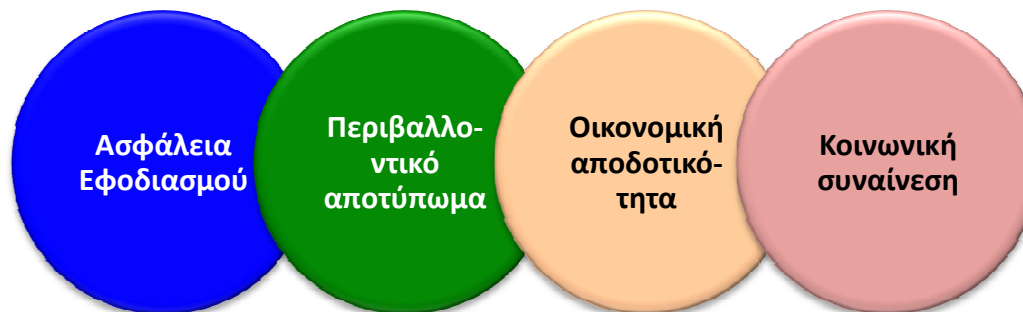 Ασφάλεια
Εφοδιασμού
Περιβαλλο-
ντικό
αποτύπωμα
Οικονομική
αποδοτικό-
τητα
Κοινωνική
συναίνεση